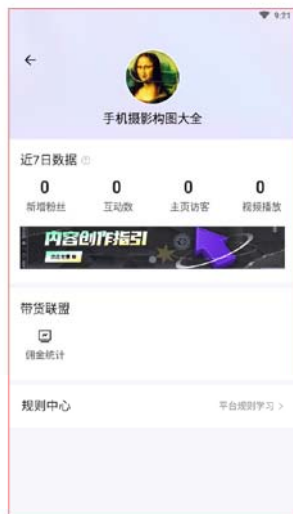 9:21
手机摄影构图大全
近7日数据
0 0 0 0
新增粉丝 互动数 主页访客 视频播放
内容创作指引
带货联盟
佣金统计
规则中心 平台规则学习 >